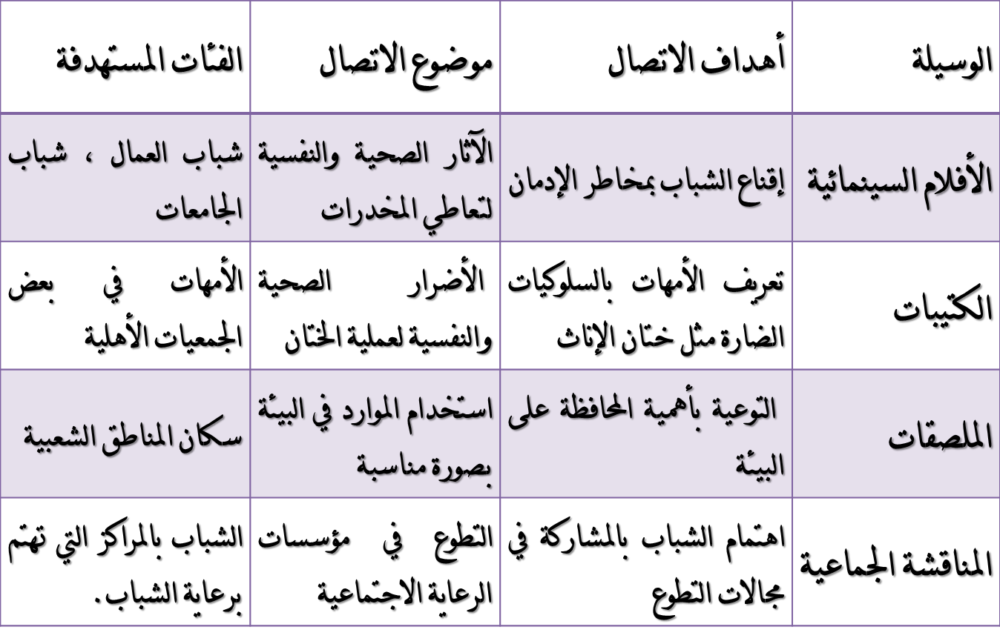 الوسيلة
أهداف الاتصال
موضوع الاتصال
الفئات المستهدفة
الأفلام السينمائية
إقناع الشباب بمخاطر الإدمان
الآثار الصحية والنفسية
لتعاطي المخدرات
شباب العمال ، شباب
الجامعات
الكتيبات
تعريف الأمهات بالسلوكيات
الضارة مثل ختان الإناث
الأضرار الصحية
والنفسية لعملية الختان
الأمهات في بعض
الجمعيات الأهلية
الملصقات
التوعية بأهمية المحافظة على
البيئة
استخدام الموارد في البيئة
بصورة مناسبة
سكان المناطق الشعبية
المناقشة الجماعية
اهتمام الشباب بالمشاركة في
مجالات التطوع
التطوع في مؤسسات
الرعاية الاجتماعية
الشباب بالمراكز التي تهتم
برعاية الشباب.